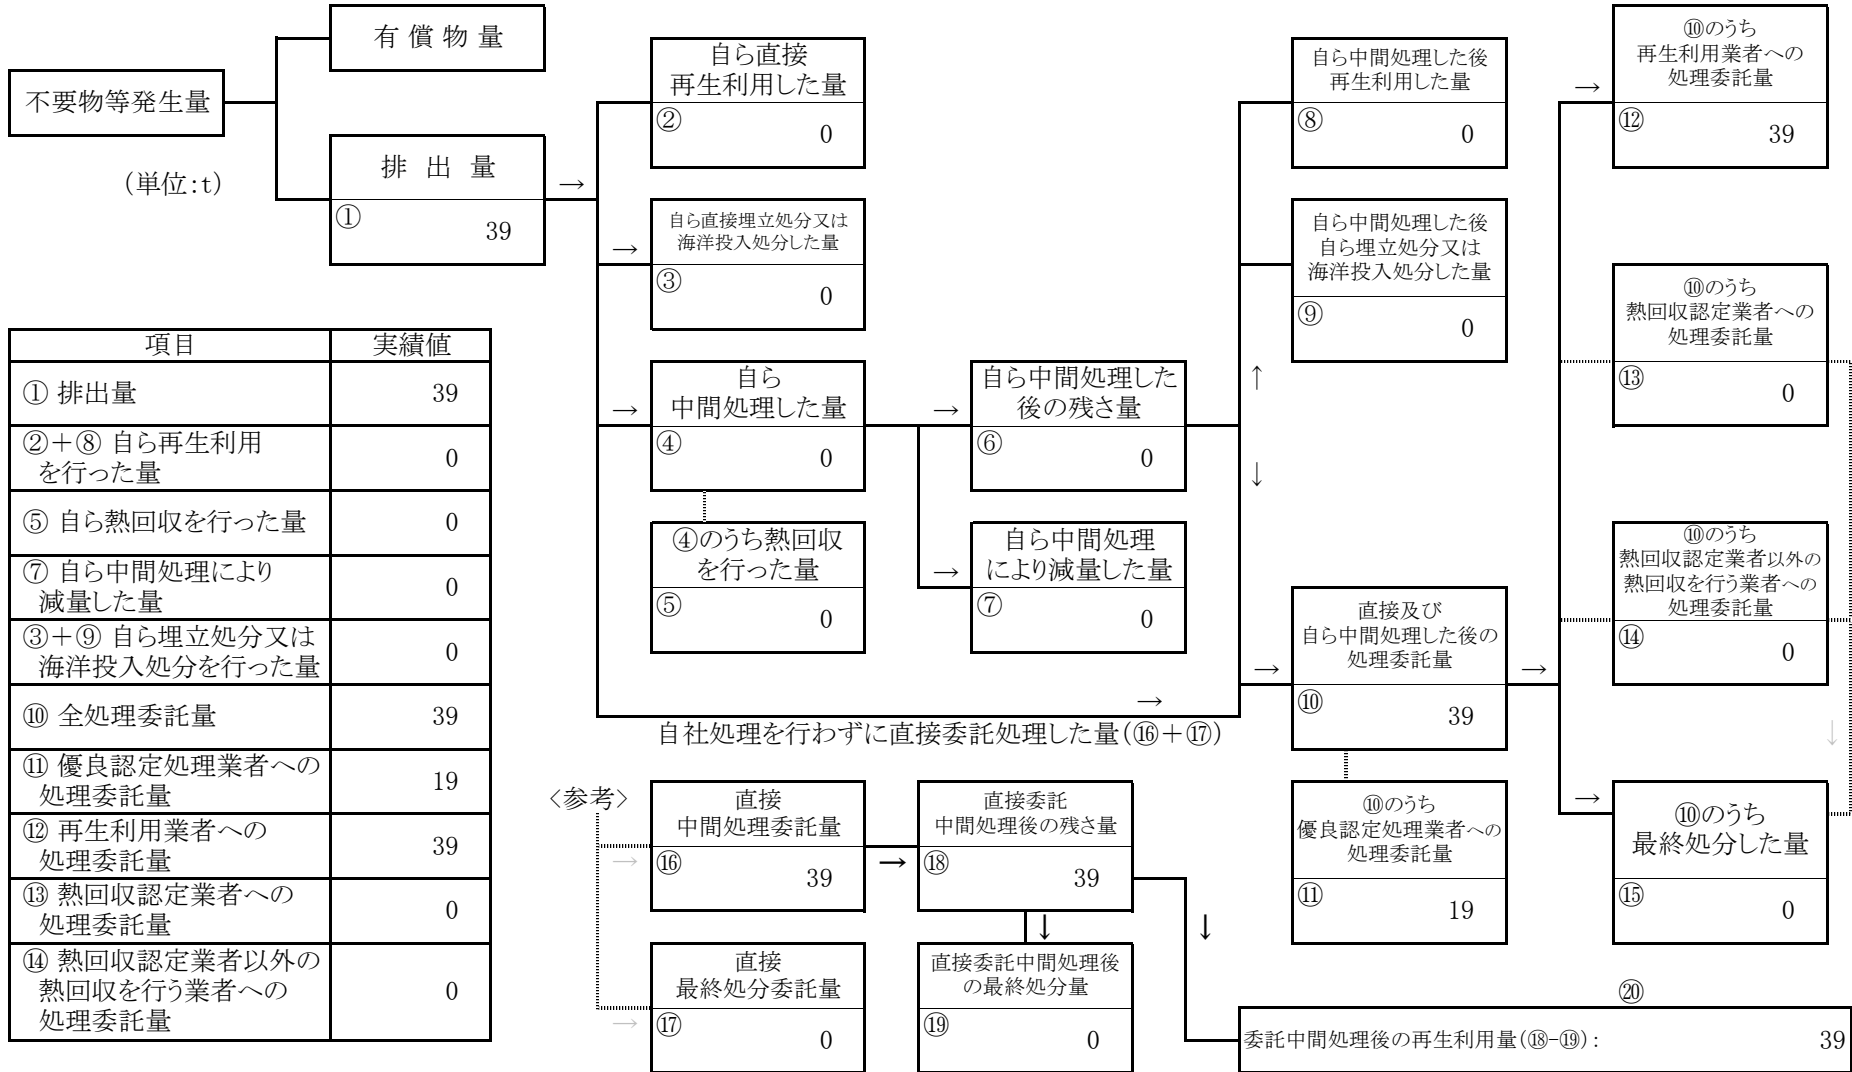 不要物等発生量
(単位:t)
有 償 物 量
排 出 量
①
39
→
自ら直接
再生利用した量
②
0
→
自ら直接埋立処分又は
海洋投入処分した量
③
0
→
自ら
中間処理した量
④
0
④のうち熱回収
を行った量
⑤
0
→
自ら中間処理した
後の残さ量
⑥
0
→
自ら中間処理
により減量した量
⑦
0
↑
↓
自ら中間処理した後
再生利用した量
⑧
0
自ら中間処理した後
自ら埋立処分又は
海洋投入処分した量
⑨
0
→
自社処理を行わずに直接委託処理した量(⑯+⑰)
→
直接及び
自ら中間処理した後の
処理委託量
⑩
39
⑩のうち
優良認定処理業者への
処理委託量
⑪
19
→
→
⑩のうち
再生利用業者への
処理委託量
⑫
39
⑩のうち
熱回収認定業者への
処理委託量
⑬
0
⑩のうち
熱回収認定業者以外の
熱回収を行う業者への
処理委託量
⑭
0
↓
→
⑩のうち
最終処分した量
⑮
0
項目 実績値
① 排出量 39
②+⑧ 自ら再生利用
を行った量 0
⑤ 自ら熱回収を行った量 0
⑦ 自ら中間処理により
減量した量 0
③+⑨ 自ら埋立処分又は
海洋投入処分を行った量 0
⑩ 全処理委託量 39
⑪ 優良認定処理業者への
処理委託量 19
⑫ 再生利用業者への
処理委託量 39
⑬ 熱回収認定業者への
処理委託量 0
⑭ 熱回収認定業者以外の
熱回収を行う業者への
処理委託量 0
<参考>
→
直接
中間処理委託量
⑯
39
→
直接委託
中間処理後の残さ量
⑱
39
↓
↓
→
直接
最終処分委託量
⑰
0
直接委託中間処理後
の最終処分量
⑲
0
⑳
委託中間処理後の再生利用量(⑱-⑲): 39